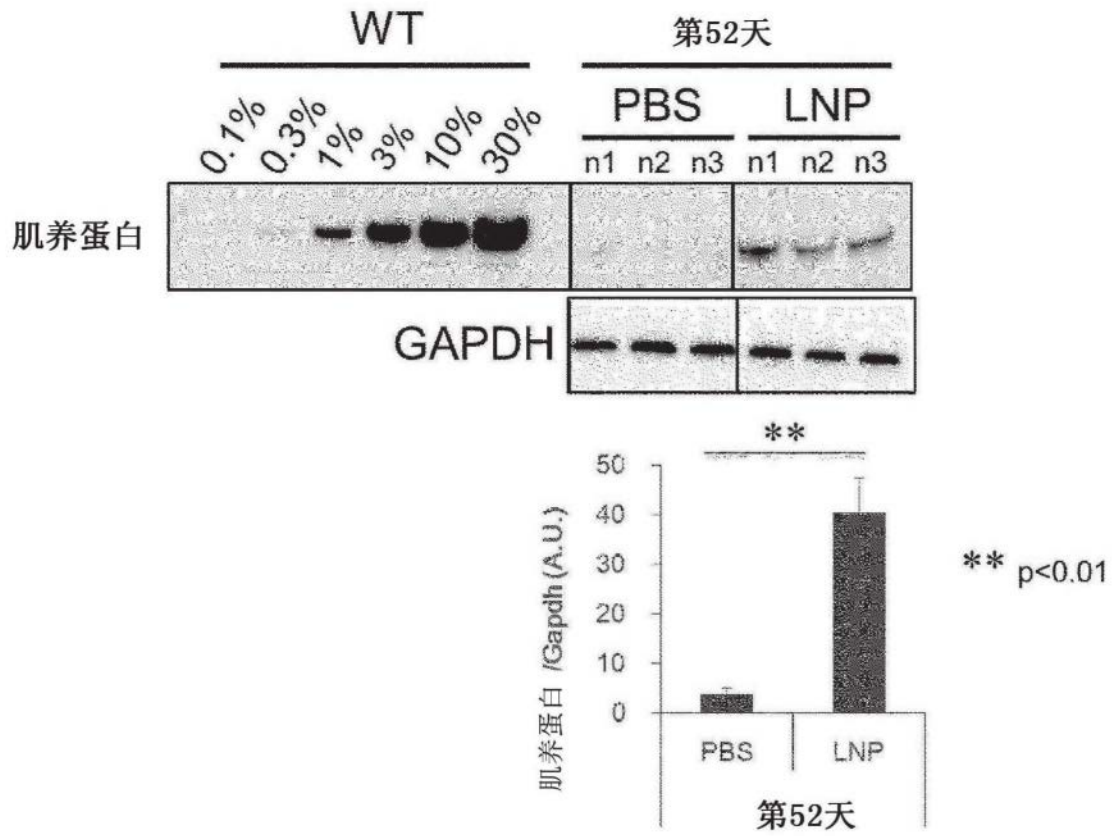 WT
第52天
0.1% 0.3% 1% 3% 10% 30%
PBS LNP
n1 n2 n3 n1 n2 n3
肌养蛋白
GAPDH
**
肌养蛋白 /Gapdh (A.U.)
50
40
30
20
10
0
** p<0.01
PBS LNP
第52天